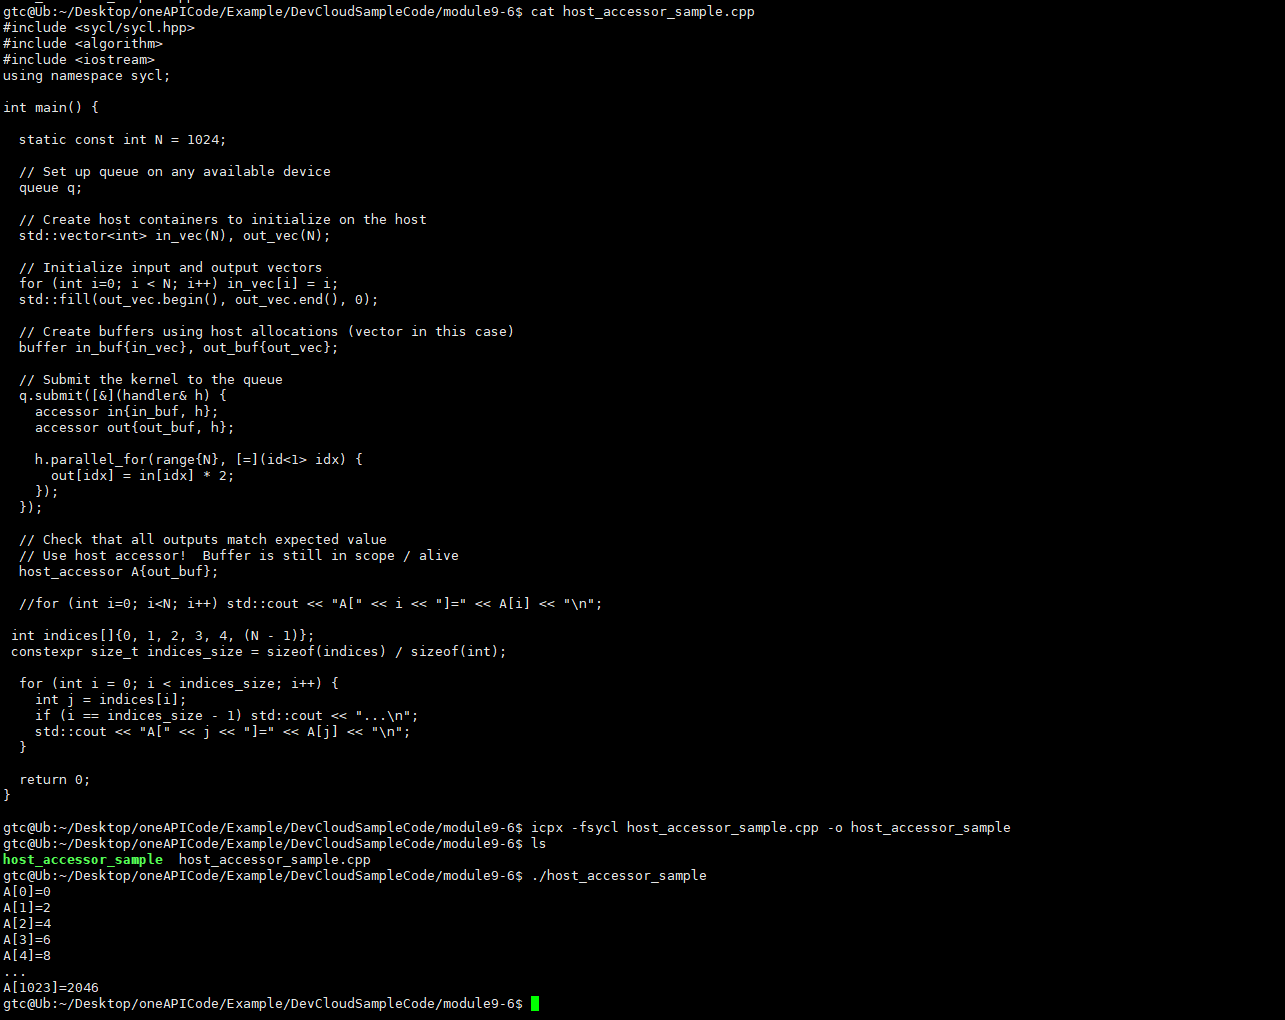 gtc@Ub:~/Desktop/oneAPICode/Example/DevCloudSampleCode/module9-6$ cat host_accessor_sample.cpp
#include <sycl/sycl.hpp>
#include <algorithm>
#include <iostream>
using namespace sycl;
int main() {
  static const int N = 1024;
  // Set up queue on any available device
  queue q;
  // Create host containers to initialize on the host
  std::vector<int> in_vec(N), out_vec(N);
  // Initialize input and output vectors
  for (int i=0; i < N; i++) in_vec[i] = i;
  std::fill(out_vec.begin(), out_vec.end(), 0);
  // Create buffers using host allocations (vector in this case)
  buffer in_buf{in_vec}, out_buf{out_vec};
  // Submit the kernel to the queue
  q.submit([&](handler& h) {
    accessor in{in_buf, h};
    accessor out{out_buf, h};
    h.parallel_for(range{N}, [=](id<1> idx) {
      out[idx] = in[idx] * 2;
    });
  });
  // Check that all outputs match expected value
  // Use host accessor!  Buffer is still in scope / alive
  host_accessor A{out_buf};
  //for (int i=0; i<N; i++) std::cout << "A[" << i << "]=" << A[i] << "\n";
 int indices[]{0, 1, 2, 3, 4, (N - 1)};
 constexpr size_t indices_size = sizeof(indices) / sizeof(int);
  for (int i = 0; i < indices_size; i++) {
    int j = indices[i];
    if (i == indices_size - 1) std::cout << "...\n";
    std::cout << "A[" << j << "]=" << A[j] << "\n";
  }
  return 0;
}
gtc@Ub:~/Desktop/oneAPICode/Example/DevCloudSampleCode/module9-6$ icpx -fsycl host_accessor_sample.cpp -o host_accessor_sample
gtc@Ub:~/Desktop/oneAPICode/Example/DevCloudSampleCode/module9-6$ ls
host_accessor_sample  host_accessor_sample.cpp
gtc@Ub:~/Desktop/oneAPICode/Example/DevCloudSampleCode/module9-6$ ./host_accessor_sample
A[0]=0
A[1]=2
A[2]=4
A[3]=6
A[4]=8
...
A[1023]=2046
gtc@Ub:~/Desktop/oneAPICode/Example/DevCloudSampleCode/module9-6$